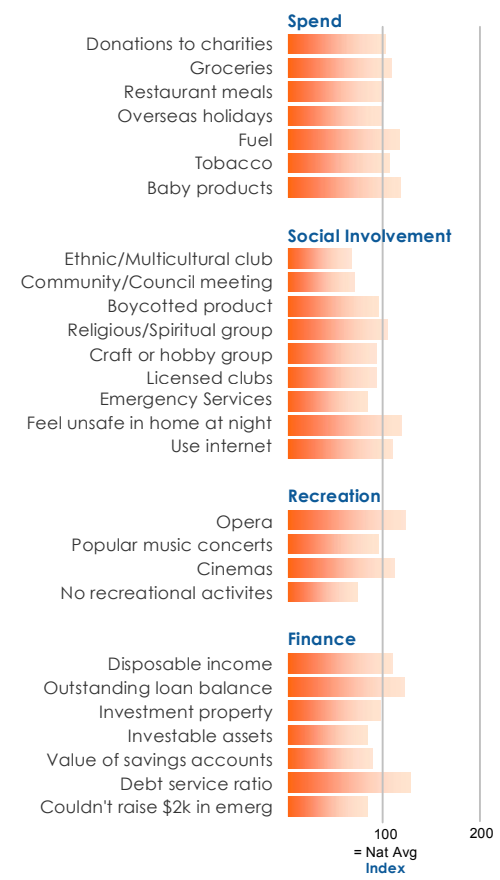 Spend
Donations to charities
Groceries
Restaurant meals
Overseas holidays
Fuel
Tobacco
Baby products
Social Involvement
Ethnic/Multicultural club
Community/Council meeting
Boycotted product
Religious/Spiritual group
Craft or hobby group
Licensed clubs
Emergency Services
Feel unsafe in home at night
Use internet
Recreation
Opera
Popular music concerts
Cinemas
No recreational activites
Finance
Disposable income
Outstanding loan balance
Investment property
Investable assets
Value of savings accounts
Debt service ratio
Couldn't raise $2k in emerg
100 200
= Nat Avg
Index